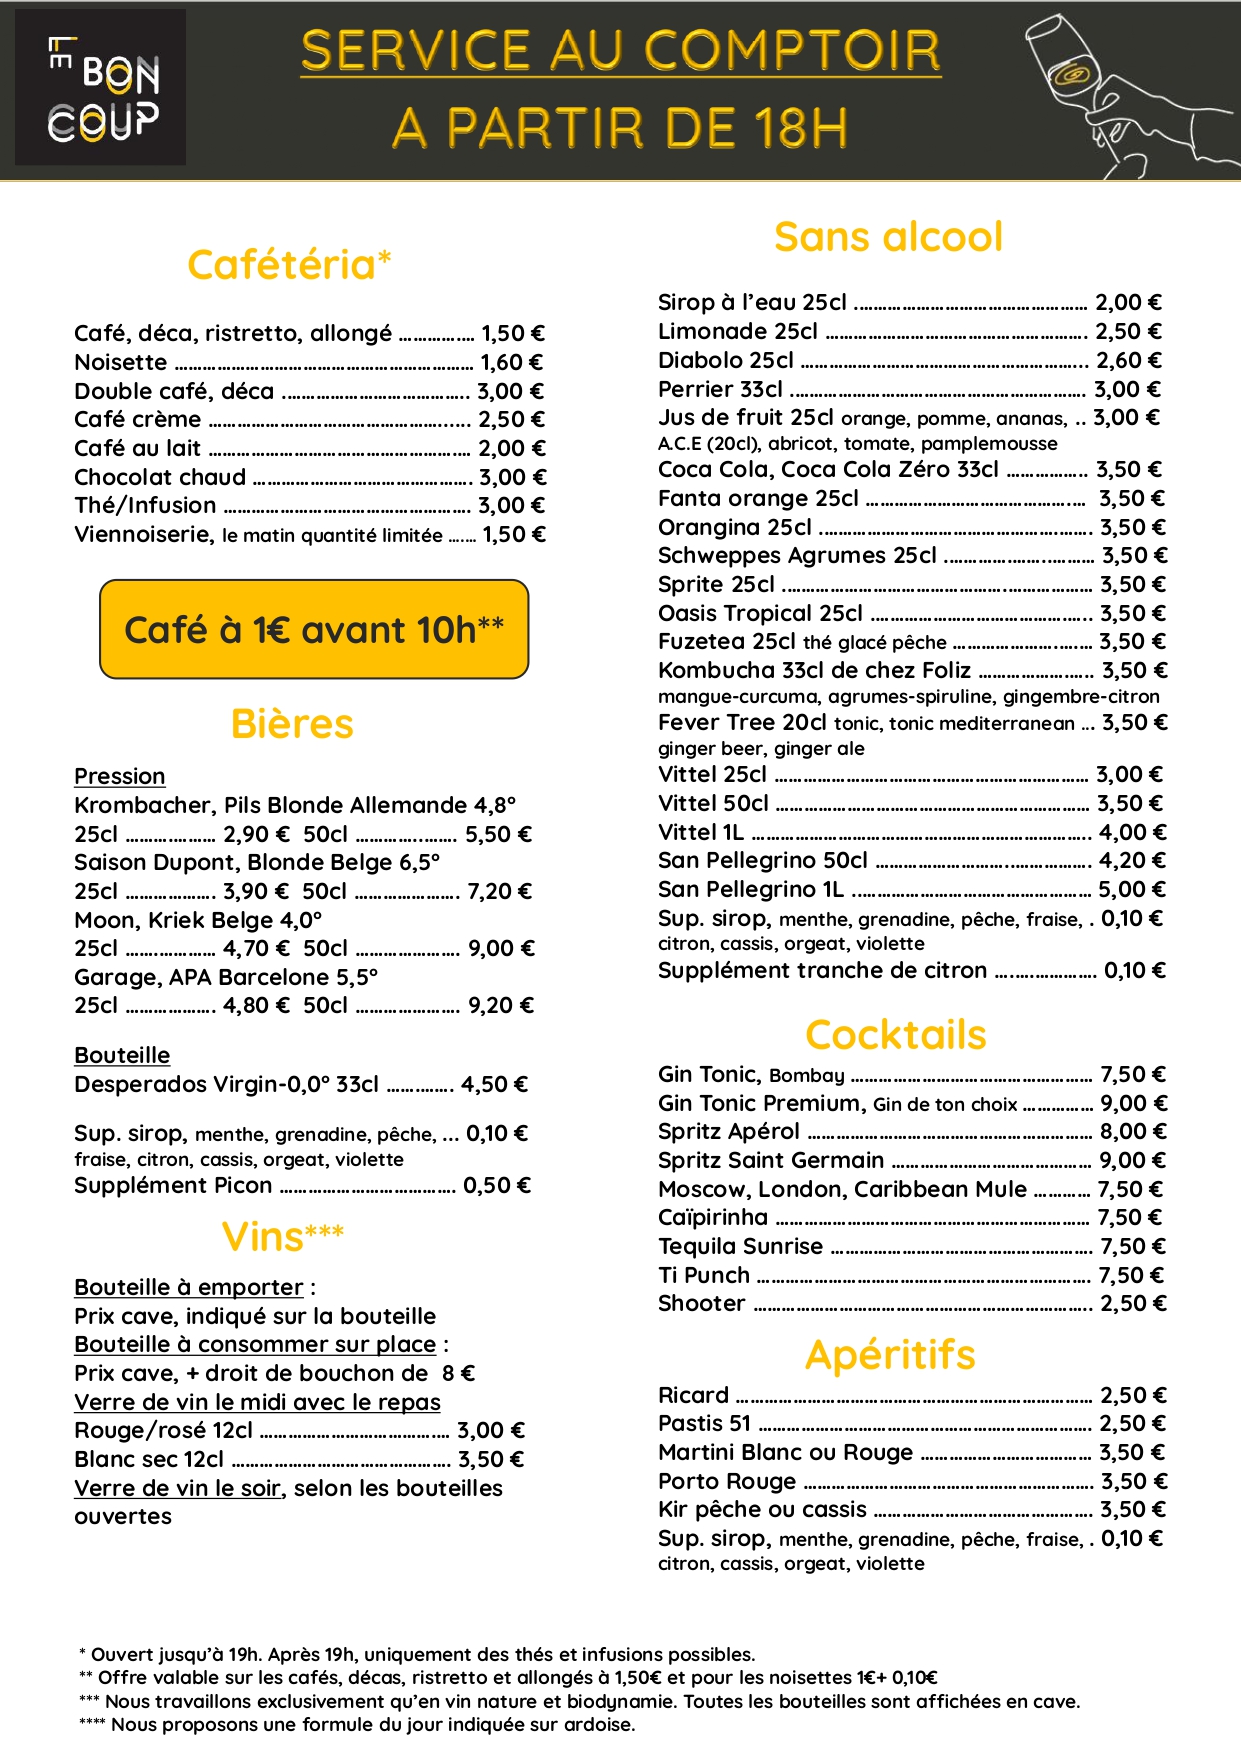 LE BON COUP
SERVICE AU COMPTOIR
A PARTIR DE 18H
Cafétéria*
Café, déca, ristretto, allongé ................ 1,50 €
Noisette ................ 1,60 €
Double café, déca ................ 3,00 €
Café crème ................ 2,50 €
Café au lait ................ 2,00 €
Chocolat chaud ................ 3,00 €
Thé/Infusion ................ 3,00 €
Viennoiserie, le matin quantité limitée ....... 1,50 €
Café à 1€ avant 10h**
Bières
Pression
Krombacher, Pils Blonde Allemande 4,8°
25cl ................ 2,90 € 50cl ................ 5,50 €
Saison Dupont, Blonde Belge 6,5°
25cl ................ 3,90 € 50cl ................ 7,20 €
Moon, Kriek Belge 4,0°
25cl ................ 4,70 € 50cl ................ 9,00 €
Garage, APA Barcelone 5,5°
25cl ................ 4,80 € 50cl ................ 9,20 €
Bouteille
Desperados Virgin-0,0° 33cl .............. 4,50 €
Sup. sirop, menthe, grenadine, pêche, ... 0,10 €
fraise, citron, cassis, orgeat, violette
Supplément Picon ................ 0,50 €
Vins***
Bouteille à emporter :
Prix cave, indiqué sur la bouteille
Bouteille à consommer sur place :
Prix cave, + droit de bouchon de 8 €
Verre de vin le midi avec le repas
Rouge/rosé 12cl ................ 3,00 €
Blanc sec 12cl ................ 3,50 €
Verre de vin le soir, selon les bouteilles
ouvertes
Sans alcool
Sirop à l’eau 25cl ................ 2,00 €
Limonade 25cl ................ 2,50 €
Diabolo 25cl ................ 2,60 €
Perrier 33cl ................ 3,00 €
Jus de fruit 25cl orange, pomme, ananas, .. 3,00 €
A.C.E (20cl), abricot, tomate, pamplemousse
Coca Cola, Coca Cola Zéro 33cl ................ 3,50 €
Fanta orange 25cl ................ 3,50 €
Orangina 25cl ................ 3,50 €
Schweppes Agrumes 25cl ................ 3,50 €
Sprite 25cl ................ 3,50 €
Oasis Tropical 25cl ................ 3,50 €
Fuzetea 25cl thé glacé pêche ................ 3,50 €
Kombucha 33cl de chez Foliz ................ 3,50 €
mangue-curcuma, agrumes-spiruline, gingembre-citron
Fever Tree 20cl tonic, tonic mediterranean ... 3,50 €
ginger beer, ginger ale
Vittel 25cl ................ 3,00 €
Vittel 50cl ................ 3,50 €
Vittel 1L ................ 4,00 €
San Pellegrino 50cl ................ 4,20 €
San Pellegrino 1L ................ 5,00 €
Sup. sirop, menthe, grenadine, pêche, fraise, . 0,10 €
citron, cassis, orgeat, violette
Supplément tranche de citron ................ 0,10 €
Cocktails
Gin Tonic, Bombay ................ 7,50 €
Gin Tonic Premium, Gin de ton choix .............. 9,00 €
Spritz Apérol ................ 8,00 €
Spritz Saint Germain ................ 9,00 €
Moscow, London, Caribbean Mule ............ 7,50 €
Caïpirinha ................ 7,50 €
Tequila Sunrise ................ 7,50 €
Ti Punch ................ 7,50 €
Shooter ................ 2,50 €
Apéritifs
Ricard ................ 2,50 €
Pastis 51 ................ 2,50 €
Martini Blanc ou Rouge ................ 3,50 €
Porto Rouge ................ 3,50 €
Kir pêche ou cassis ................ 3,50 €
Sup. sirop, menthe, grenadine, pêche, fraise, . 0,10 €
citron, cassis, orgeat, violette
* Ouvert jusqu’à 19h. Après 19h, uniquement des thés et infusions possibles.
** Offre valable sur les cafés, décas, ristretto et allongés à 1,50€ et pour les noisettes 1€+ 0,10€
*** Nous travaillons exclusivement qu’en vin nature et biodynamie. Toutes les bouteilles sont affichées en cave.
**** Nous proposons une formule du jour indiquée sur ardoise.